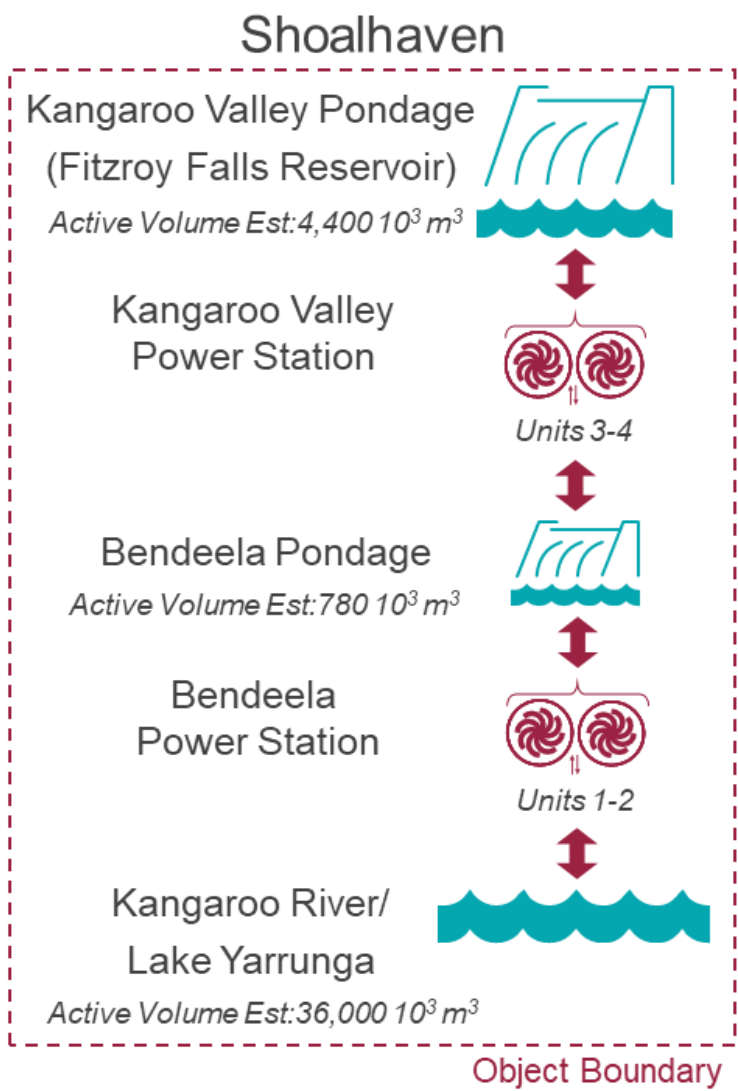 Shoalhaven
Kangaroo Valley Pondage
(Fitzroy Falls Reservoir)
Active Volume Est:4,400 10³ m³
Kangaroo Valley
Power Station
Units 3-4
Bendeela Pondage
Active Volume Est:780 10³ m³
Bendeela
Power Station
Units 1-2
Kangaroo River/
Lake Yarrunga
Active Volume Est:36,000 10³ m³
Object Boundary